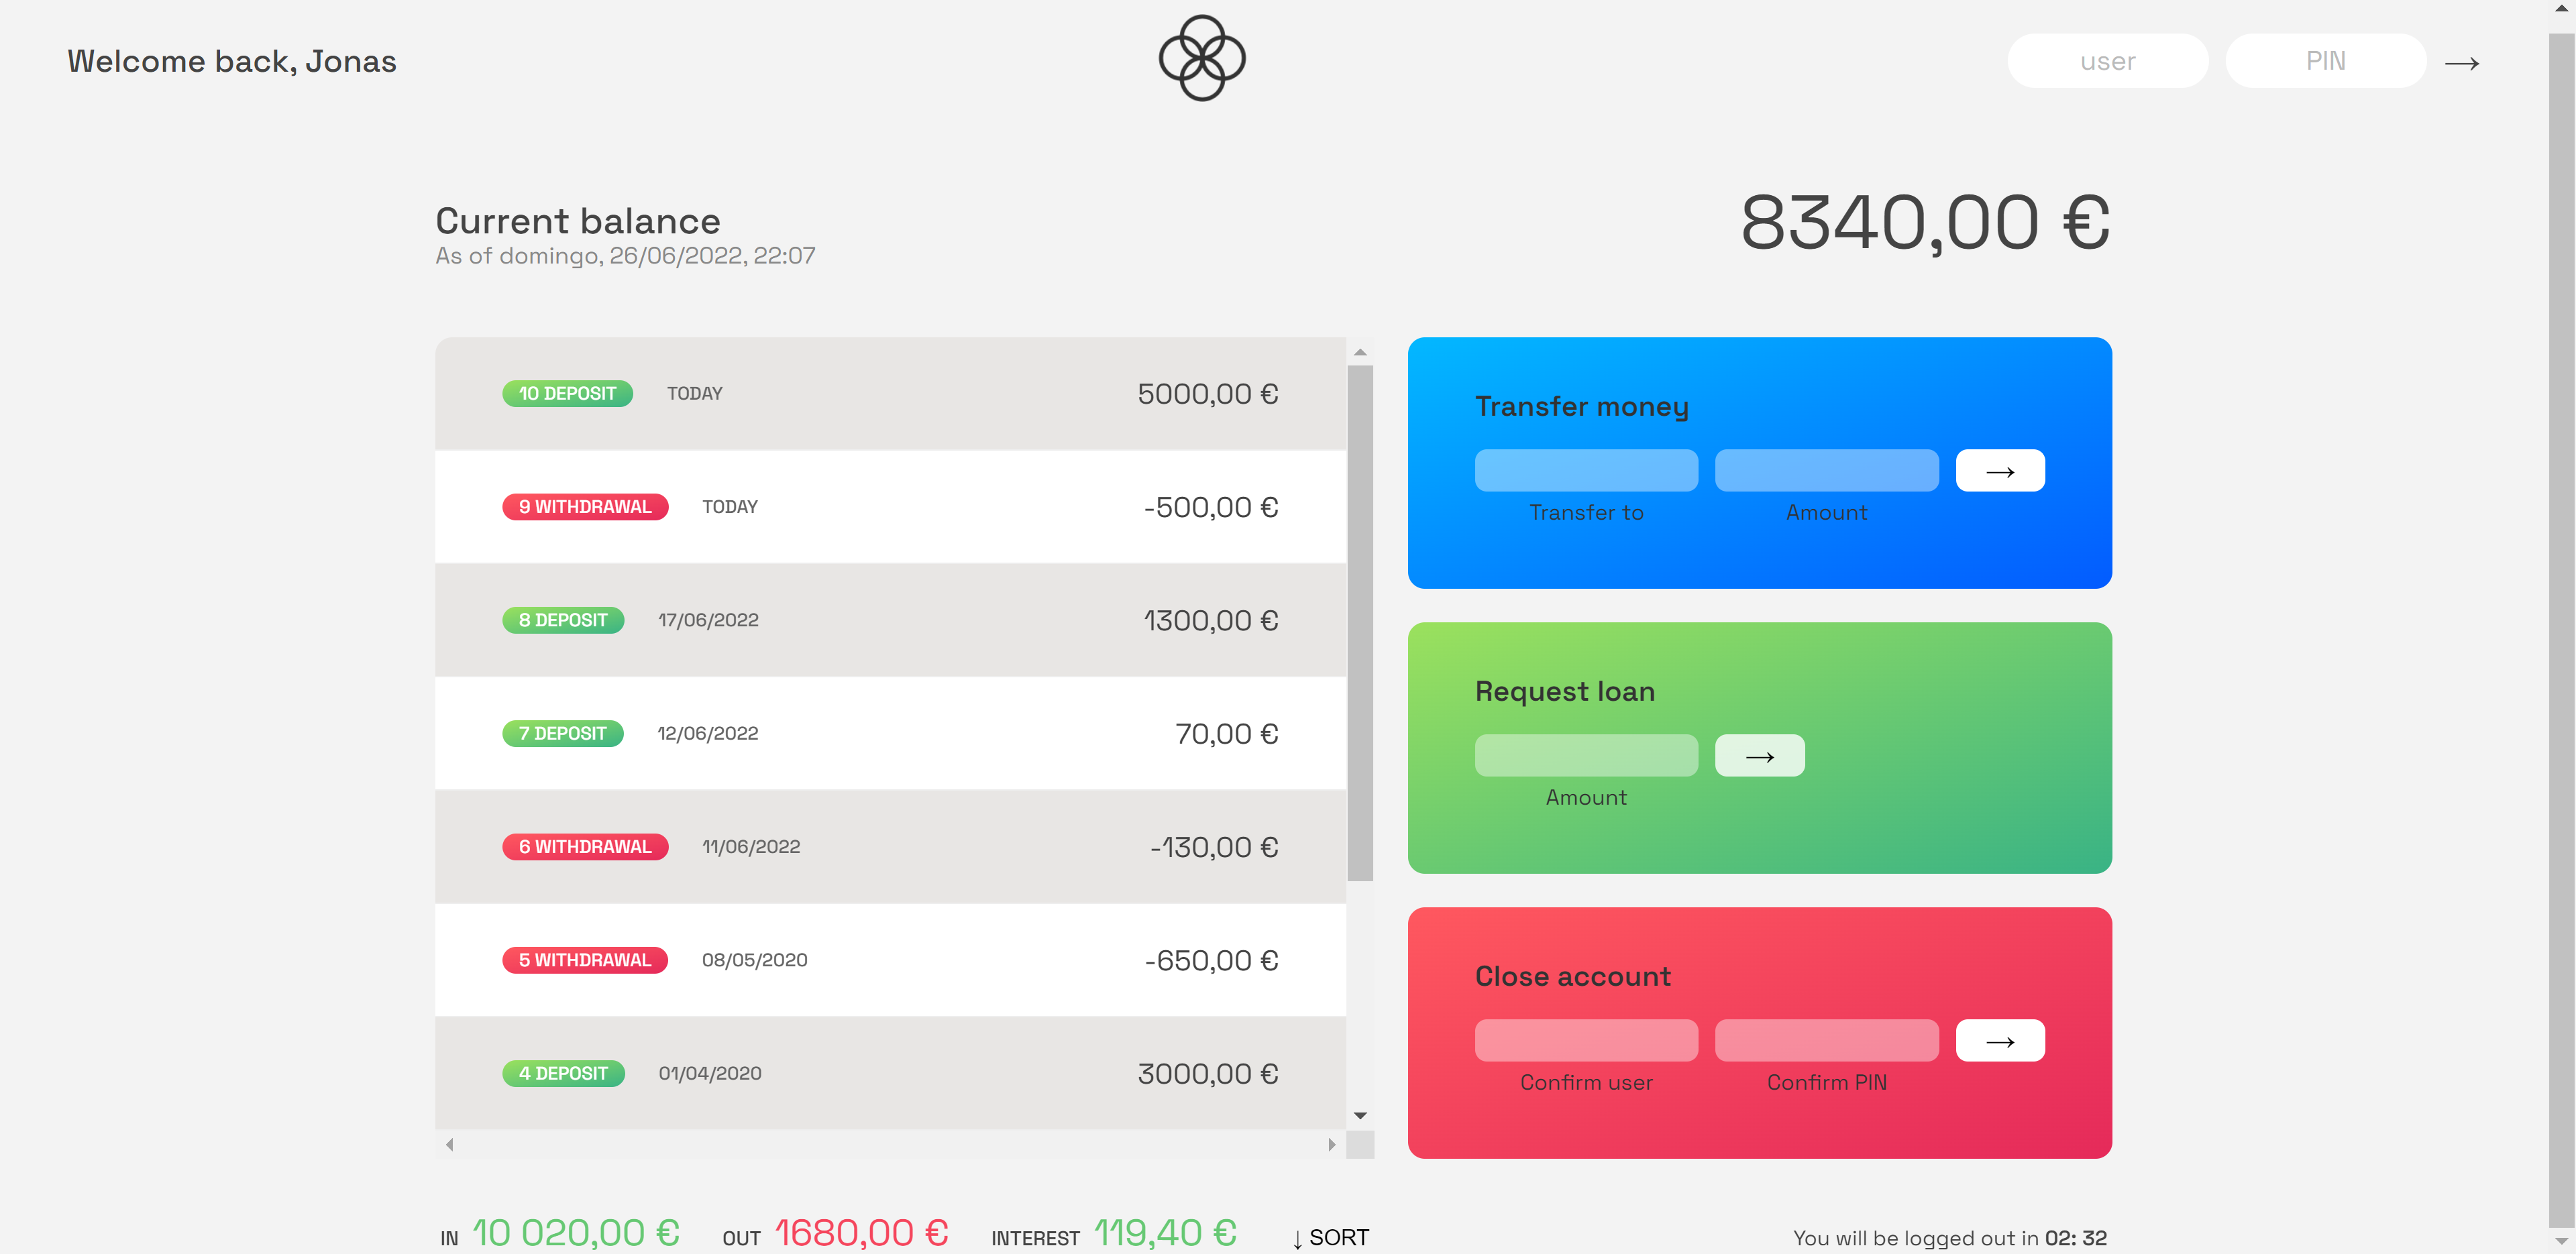 Welcome back, Jonas
user PIN →
Current balance
As of domingo, 26/06/2022, 22:07
8340,00 €
10 DEPOSIT TODAY 5000,00 €
9 WITHDRAWAL TODAY -500,00 €
8 DEPOSIT 17/06/2022 1300,00 €
7 DEPOSIT 12/06/2022 70,00 €
6 WITHDRAWAL 11/06/2022 -130,00 €
5 WITHDRAWAL 08/05/2020 -650,00 €
4 DEPOSIT 01/04/2020 3000,00 €
Transfer money
→
Transfer to Amount
Request loan
→
Amount
Close account
→
Confirm user Confirm PIN
IN 10 020,00 € OUT 1680,00 € INTEREST 119,40 € ↓ SORT
You will be logged out in 02: 32